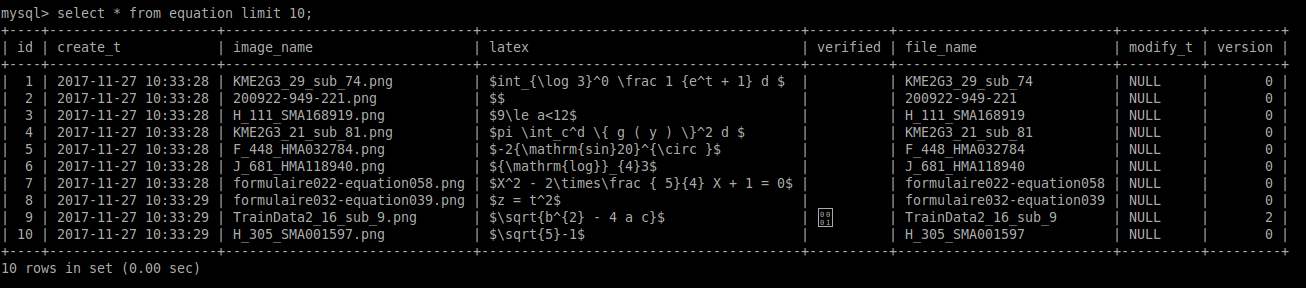 mysql> select * from equation limit 10;
+----+---------------------+---------------------------------+----------------------------------------+----------+---------------------------+----------+---------+
| id | create_t            | image_name                    | latex                                  | verified | file_name                 | modify_t | version |
+----+---------------------+---------------------------------+----------------------------------------+----------+---------------------------+----------+---------+
|  1 | 2017-11-27 10:33:28 | KME2G3_29_sub_74.png          | $int_{\log 3}^0 \frac 1 {e^t + 1} d $  |          | KME2G3_29_sub_74          | NULL     |       0 |
|  2 | 2017-11-27 10:33:28 | 200922-949-221.png            | $$                                     |          | 200922-949-221            | NULL     |       0 |
|  3 | 2017-11-27 10:33:28 | H_111_SMA168919.png           | $9\le a<12$                            |          | H_111_SMA168919           | NULL     |       0 |
|  4 | 2017-11-27 10:33:28 | KME2G3_21_sub_81.png          | $pi \int_c^d \{ g ( y ) \}^2 d $       |          | KME2G3_21_sub_81          | NULL     |       0 |
|  5 | 2017-11-27 10:33:28 | F_448_HMA032784.png           | $-2{\mathrm{sin}20}^{\circ }$          |          | F_448_HMA032784           | NULL     |       0 |
|  6 | 2017-11-27 10:33:28 | J_681_HMA118940.png           | ${\mathrm{log}}_{4}3$                  |          | J_681_HMA118940           | NULL     |       0 |
|  7 | 2017-11-27 10:33:28 | formulaire022-equation058.png | $X^2 - 2\times\frac { 5}{4} X + 1 = 0$ |          | formulaire022-equation058 | NULL     |       0 |
|  8 | 2017-11-27 10:33:29 | formulaire032-equation039.png | $z = t^2$                              |          | formulaire032-equation039 | NULL     |       0 |
|  9 | 2017-11-27 10:33:29 | TrainData2_16_sub_9.png       | $\sqrt{b^{2} - 4 a c}$                 | 0001     | TrainData2_16_sub_9       | NULL     |       2 |
| 10 | 2017-11-27 10:33:29 | H_305_SMA001597.png           | $\sqrt{5}-1$                           |          | H_305_SMA001597           | NULL     |       0 |
+----+---------------------+---------------------------------+----------------------------------------+----------+---------------------------+----------+---------+
10 rows in set (0.00 sec)